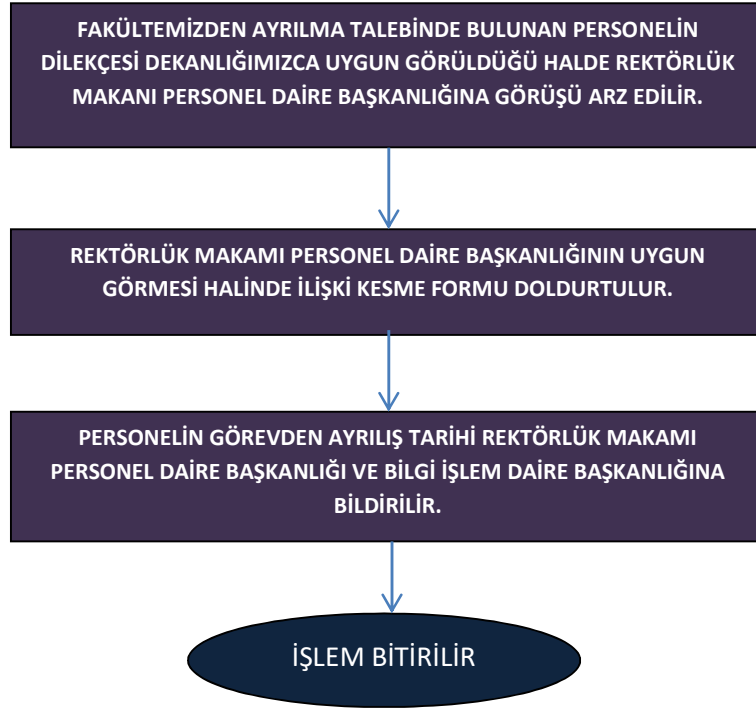 FAKÜLTEMİZDEN AYRILMA TALEBİNDE BULUNAN PERSONELİN
DİLEKÇESİ DEKANLIĞIMIZCA UYGUN GÖRÜLDÜĞÜ HALDE REKTÖRLÜK
MAKANI PERSONEL DAİRE BAŞKANLIĞINA GÖRÜŞÜ ARZ EDİLİR.
REKTÖRLÜK MAKAMI PERSONEL DAİRE BAŞKANLIĞININ UYGUN
GÖRMESİ HALİNDE İLİŞKİ KESME FORMU DOLDURTULUR.
PERSONELİN GÖREVDEN AYRILIŞ TARİHİ REKTÖRLÜK MAKAMI
PERSONEL DAİRE BAŞKANLIĞI VE BİLGİ İŞLEM DAİRE BAŞKANLIĞINA
BİLDİRİLİR.
İŞLEM BİTİRİLİR